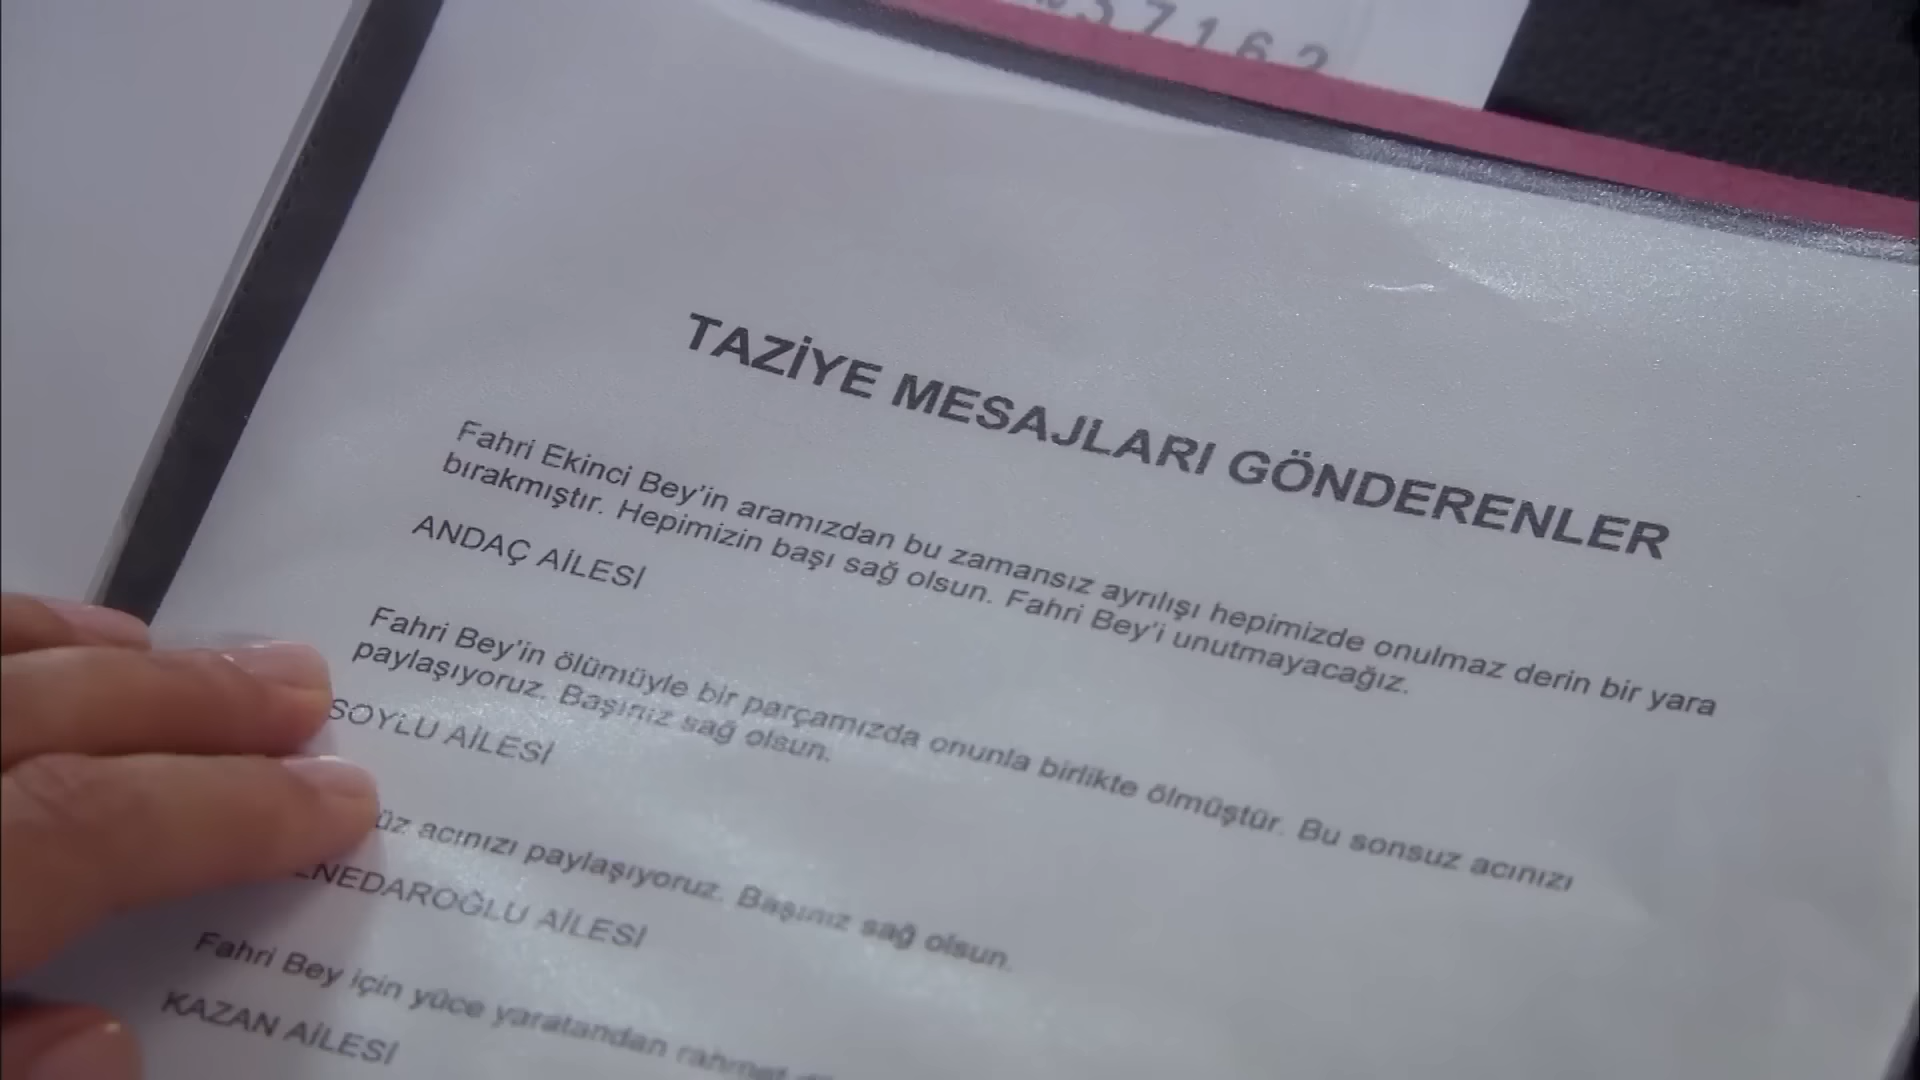 37162
TAZİYE MESAJLARI GÖNDERENLER
Fahri Ekinci Bey'in aramızdan bu zamansız ayrılışı hepimizde onulmaz derin bir yara
bırakmıştır. Hepimizin başı sağ olsun. Fahri Bey'i unutmayacağız.
ANDAÇ AİLESİ
Fahri Bey'in ölümüyle bir parçamızda onunla birlikte ölmüştür. Bu sonsuz acınızı
paylaşıyoruz. Başınız sağ olsun.
SOYLU AİLESİ
acınızı paylaşıyoruz. Başınız sağ olsun.
AİLESİ
Fahri Bey için yüce yaratandan rahmet
KAZAN AİLESİ